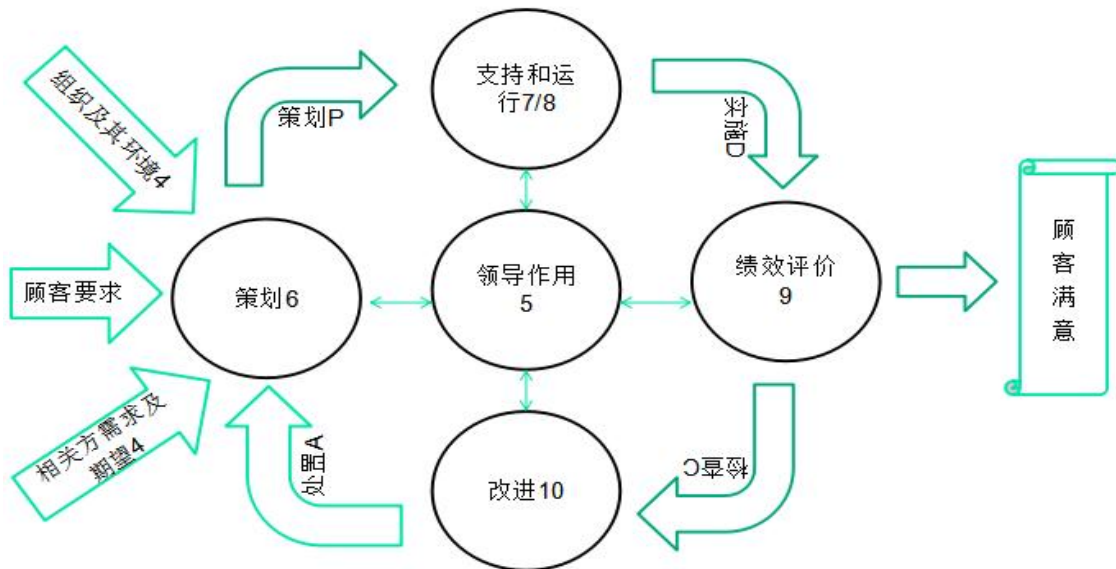 组织及其环境4
策划P
支持和运
行7/8
实施D
顾客要求
策划6
领导作用
5
绩效评价
9
顾
客
满
意
相关方需求及
期望4
处置A
改进10
检查C